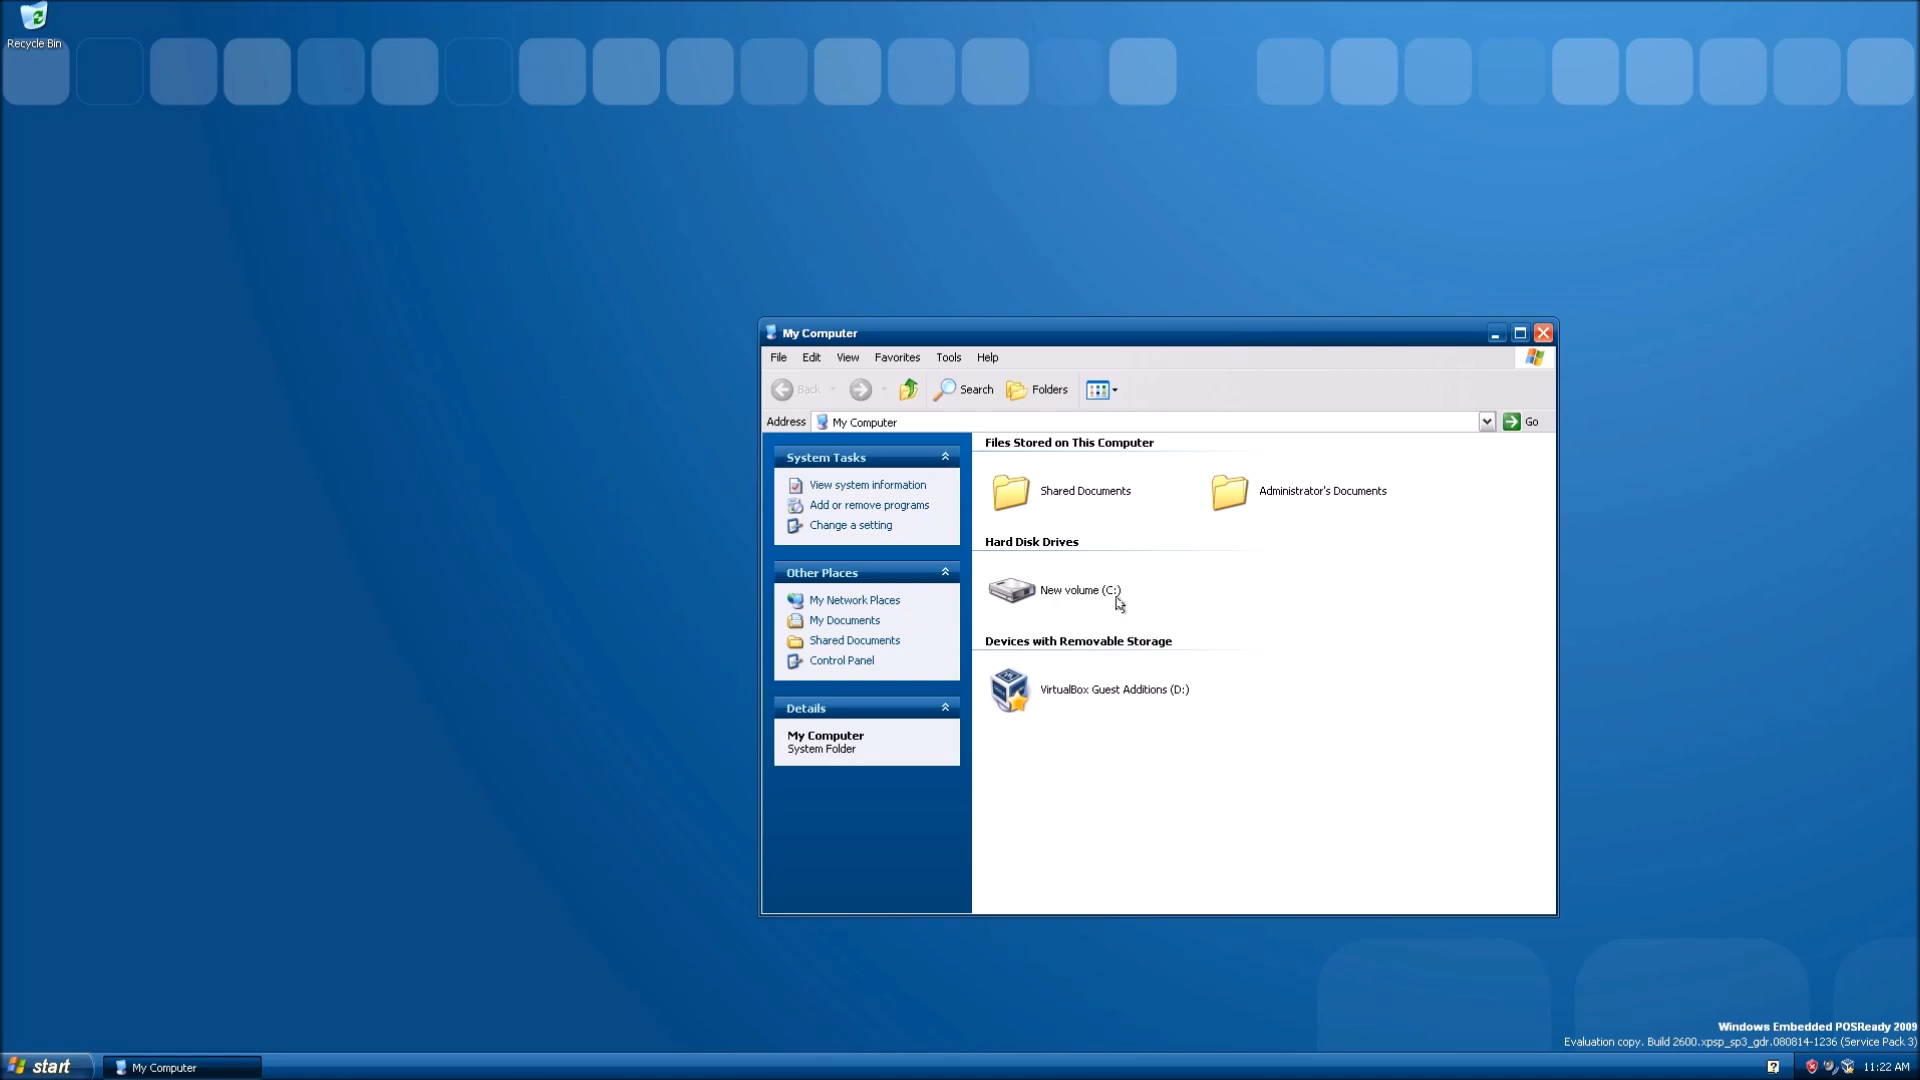 Recycle Bin
My Computer
File Edit View Favorites Tools Help
Back Search Folders
Address My Computer Go
System Tasks
View system information
Add or remove programs
Change a setting
Other Places
My Network Places
My Documents
Shared Documents
Control Panel
Details
My Computer
System Folder
Files Stored on This Computer
Shared Documents Administrator's Documents
Hard Disk Drives
New volume (C:)
Devices with Removable Storage
VirtualBox Guest Additions (D:)
Windows Embedded POSReady 2009
Evaluation copy. Build 2600.xpsp_sp3_gdr.080814-1236 (Service Pack 3)
start My Computer 11:22 AM